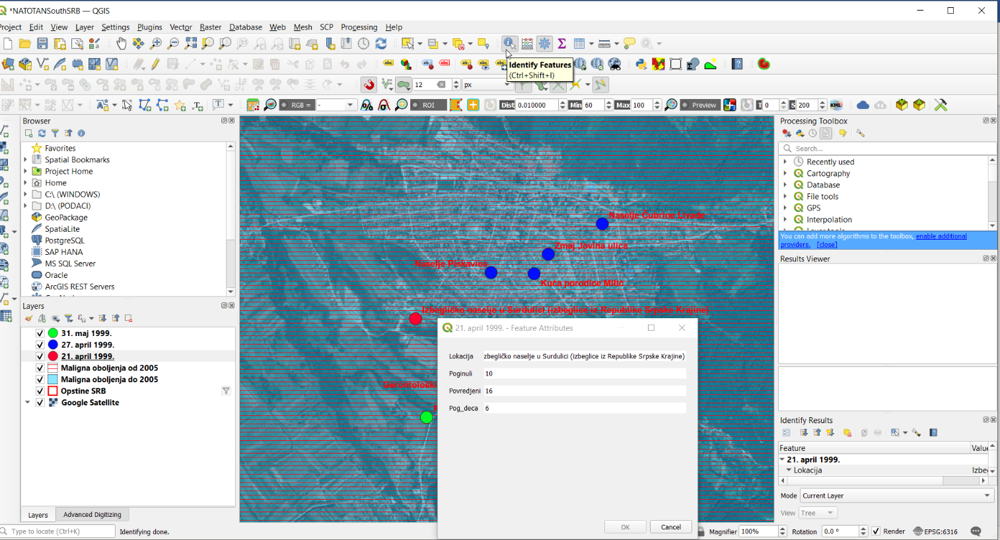 *NATOTANSouthSRB — QGIS
Project Edit View Layer Settings Plugins Vector Raster Database Web Mesh SCP Processing Help
Identify Features
(Ctrl+Shift+I)
12 px
RGB = - ROI Dist 0.010000 Min 60 Max 100 Preview T 0 S 200 KML
Browser
Favorites
Spatial Bookmarks
Project Home
Home
C:\ (WINDOWS)
D:\ (PODACI)
GeoPackage
SpatiaLite
PostgreSQL
SAP HANA
MS SQL Server
Oracle
ArcGIS REST Servers
Layers
31. maj 1999.
27. april 1999.
21. april 1999.
Maligna oboljenja od 2005
Maligna oboljenja do 2005
Opstine SRB
Google Satellite
Layers Advanced Digitizing
Type to locate (Ctrl+K) Identifying done.
Naselje Čubrine Livade
Zmaj Jovina ulica
Naselje Piskavica
Kuća porodice Milić
Izbegličko naselje u Surdulici (izbeglice iz Republike Srpske Krajine)
Gerontološki
21. april 1999. - Feature Attributes
Lokacija zbegličko naselje u Surdulici (izbeglice iz Republike Srpske Krajine)
Poginuli 10
Povredjeni 16
Pog_deca 6
OK Cancel
Processing Toolbox
Search...
Recently used
Cartography
Database
File tools
GPS
Interpolation
You can add more algorithms to the toolbox, enable additional
providers. [close]
Results Viewer
Identify Results
Feature Value
21. april 1999.
Lokacija Izbe
Mode Current Layer
View Tree
Magnifier 100% Rotation 0.0 ° Render EPSG:6316